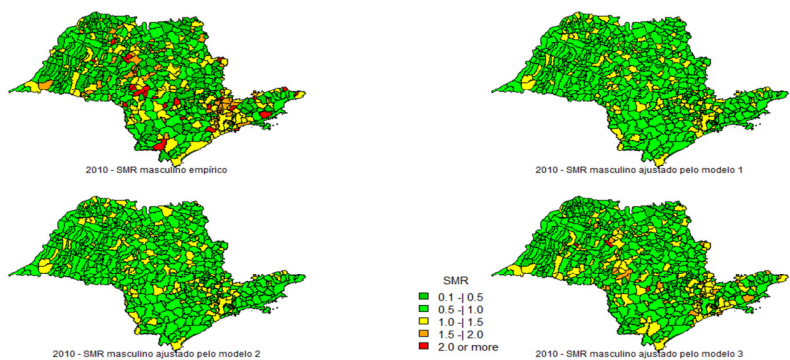 2010 - SMR masculino empírico
2010 - SMR masculino ajustado pelo modelo 1
2010 - SMR masculino ajustado pelo modelo 2
SMR
0.1 -| 0.5
0.5 -| 1.0
1.0 -| 1.5
1.5 -| 2.0
2.0 or more
2010 - SMR masculino ajustado pelo modelo 3